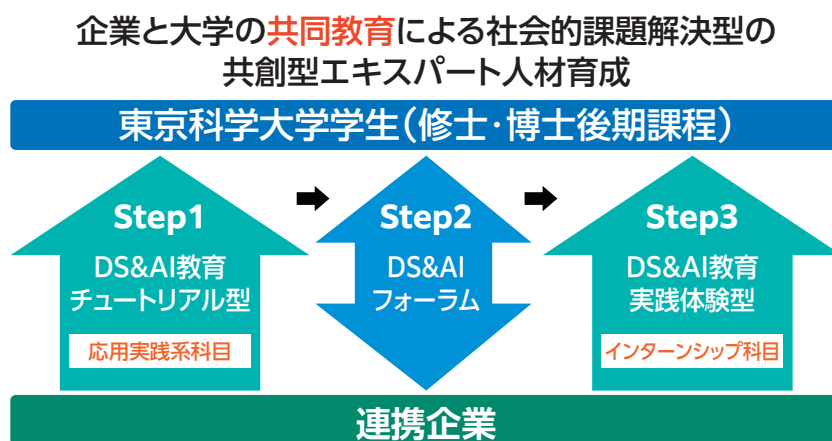 企業と大学の共同教育による社会的課題解決型の
共創型エキスパート人材育成
東京科学大学学生(修士・博士後期課程)
Step1
DS&AI教育
チュートリアル型
応用実践系科目
Step2
DS&AI
フォーラム
Step3
DS&AI教育
実践体験型
インターンシップ科目
連携企業